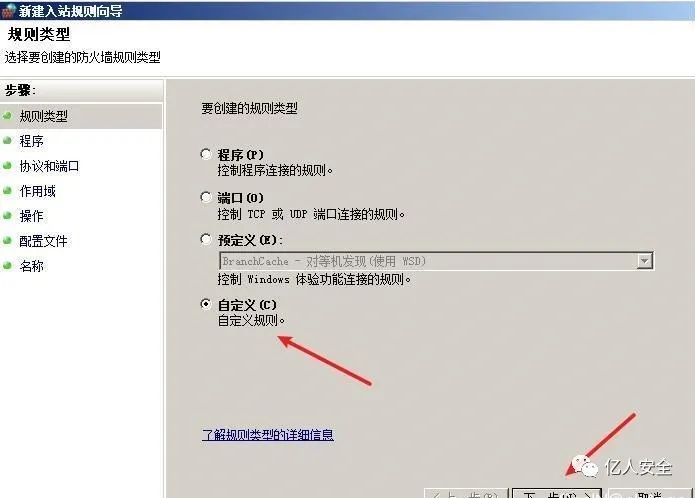 新建入站规则向导
规则类型
选择要创建的防火墙规则类型
步骤:
规则类型
程序
协议和端口
作用域
操作
配置文件
名称
要创建的规则类型
程序(P)
控制程序连接的规则。
端口(O)
控制 TCP 或 UDP 端口连接的规则。
预定义(E):
BranchCache - 对等机发现(使用 WSD)
控制 Windows 体验功能连接的规则。
自定义(C)
自定义规则。
了解规则类型的详细信息
亿人安全
< 上一步(B) 下一步(N) > 取消